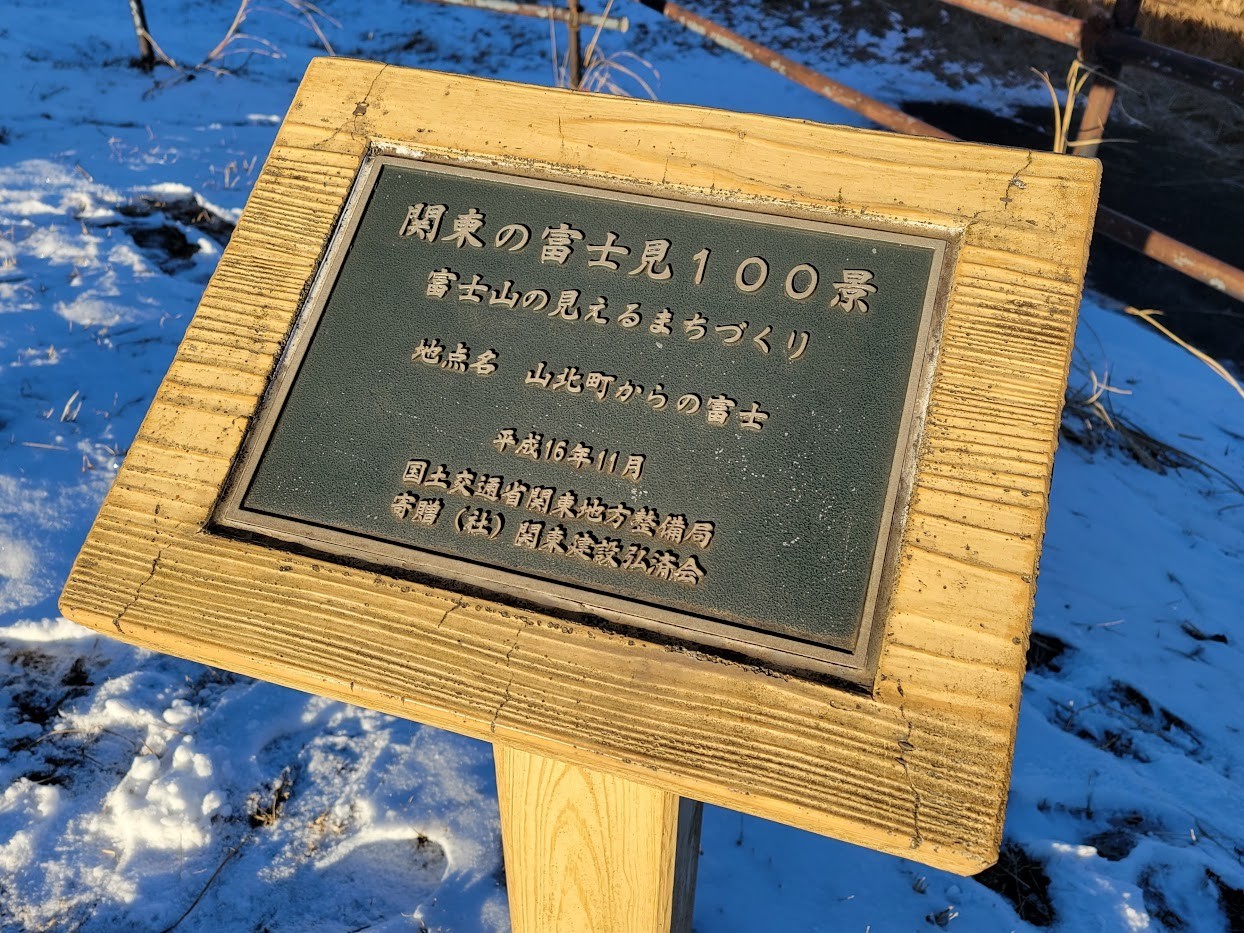 関東の富士見１００景
富士山の見えるまちづくり
地点名　山北町からの富士
平成16年11月
国土交通省関東地方整備局
寄贈（社）関東建設弘済会